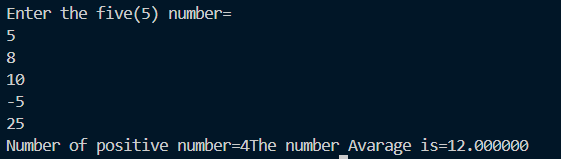 Enter the five(5) number=
5
8
10
-5
25
Number of positive number=4The number Avarage is=12.000000